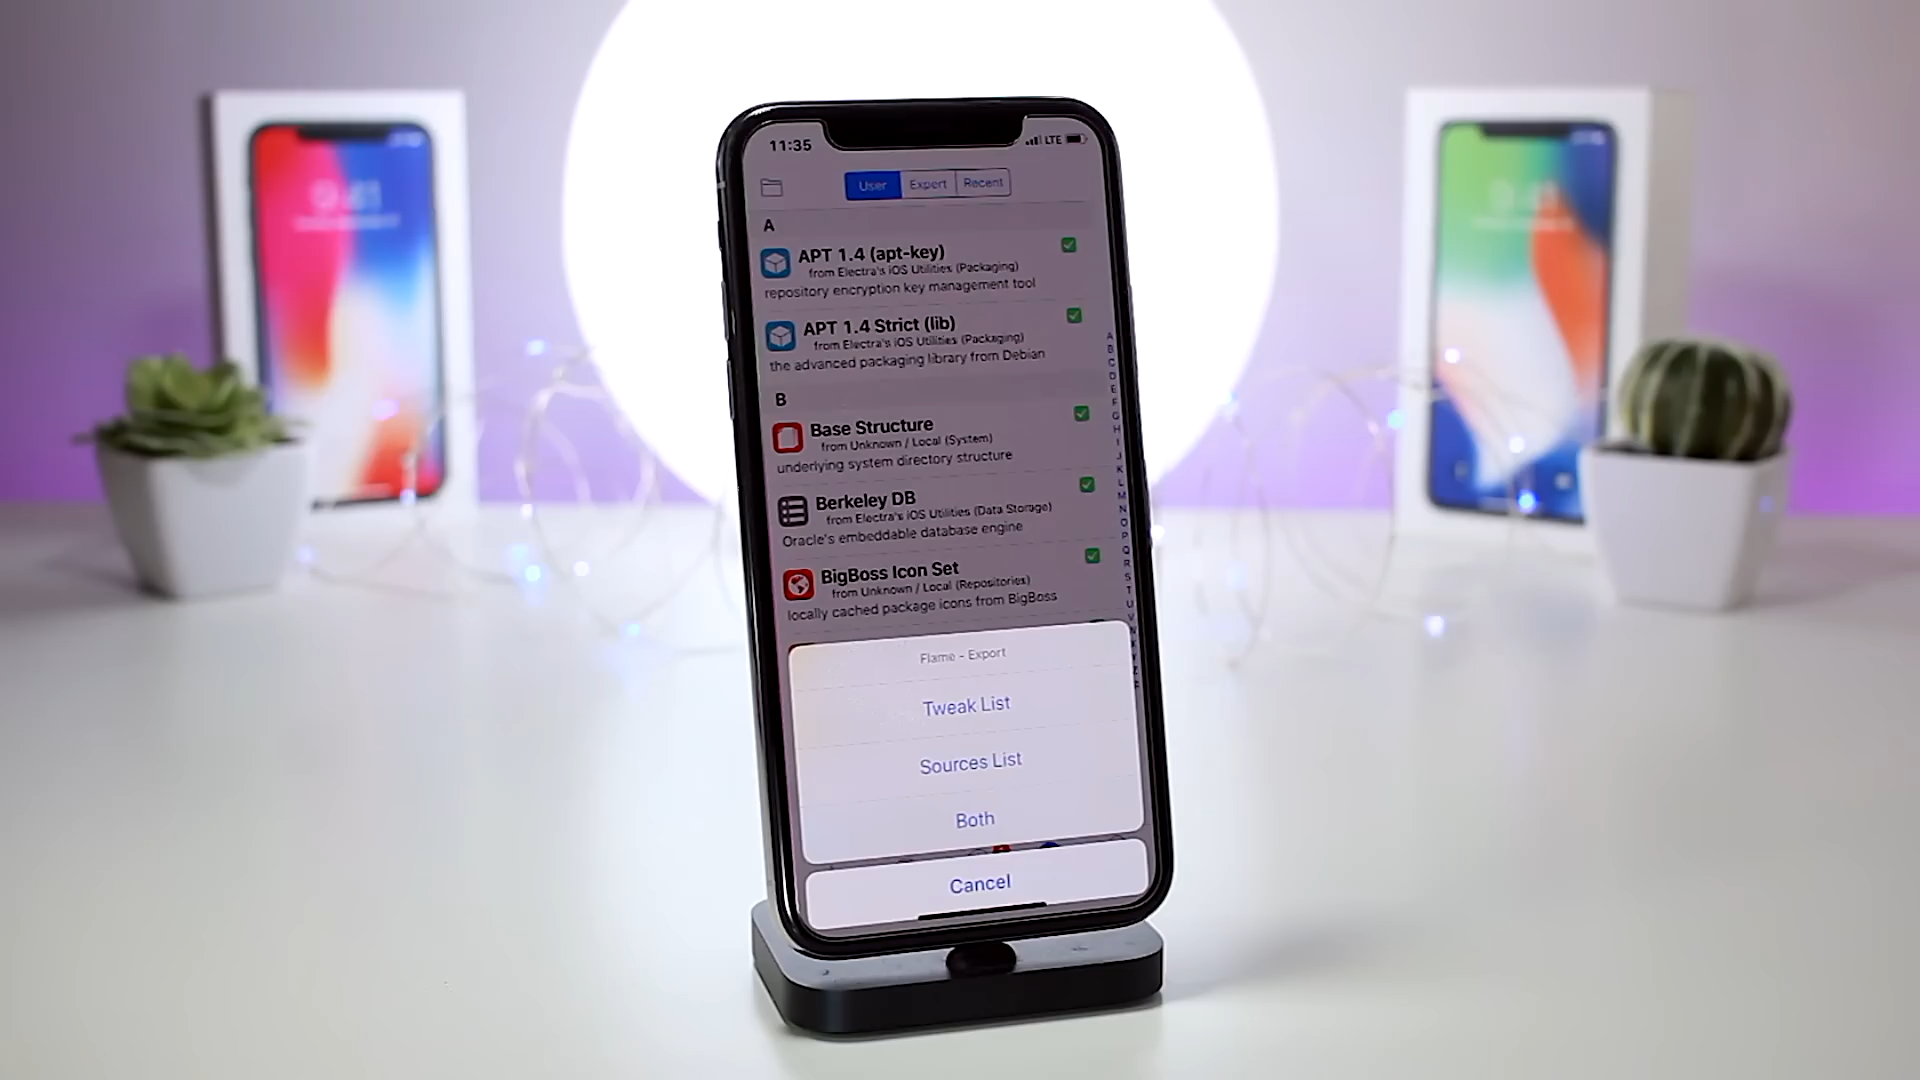 11:35
LTE
User
Expert
Recent
A
APT 1.4 (apt-key)
from Electra's iOS Utilities (Packaging)
repository encryption key management tool
APT 1.4 Strict (lib)
from Electra's iOS Utilities (Packaging)
the advanced packaging library from Debian
B
Base Structure
from Unknown / Local (System)
underlying system directory structure
Berkeley DB
from Electra's iOS Utilities (Data Storage)
Oracle's embeddable database engine
BigBoss Icon Set
from Unknown / Local (Repositories)
locally cached package icons from BigBoss
A
B
C
D
E
F
G
H
I
J
K
L
M
N
O
P
Q
R
S
T
U
Flame - Export
Tweak List
Sources List
Both
Cancel
9:41